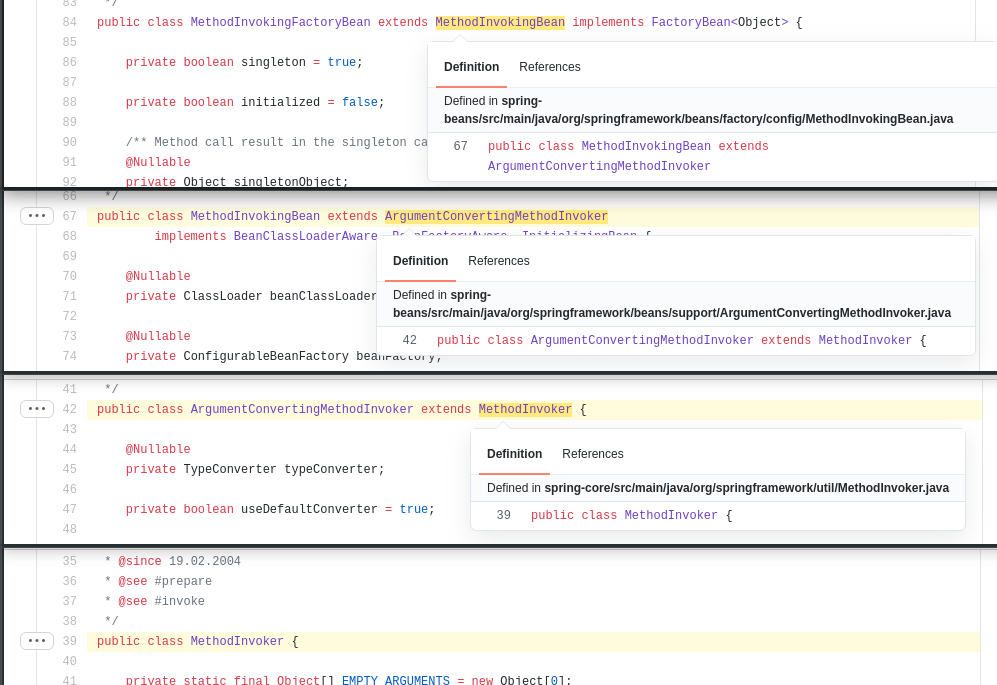 83 */
84 public class MethodInvokingFactoryBean extends MethodInvokingBean implements FactoryBean<Object> {
85
86 private boolean singleton = true;
87
88 private boolean initialized = false;
89
90 /** Method call result in the singleton ca
91 @Nullable
92 private Object singletonObject;
Definition References
Defined in spring-
beans/src/main/java/org/springframework/beans/factory/config/MethodInvokingBean.java
67 public class MethodInvokingBean extends
ArgumentConvertingMethodInvoker
66 */
67 public class MethodInvokingBean extends ArgumentConvertingMethodInvoker
68 implements BeanClassLoaderAware, BeanFactoryAware, InitializingBean {
69
70 @Nullable
71 private ClassLoader beanClassLoader
72
73 @Nullable
74 private ConfigurableBeanFactory beanFactory;
Definition References
Defined in spring-
beans/src/main/java/org/springframework/beans/support/ArgumentConvertingMethodInvoker.java
42 public class ArgumentConvertingMethodInvoker extends MethodInvoker {
41 */
42 public class ArgumentConvertingMethodInvoker extends MethodInvoker {
43
44 @Nullable
45 private TypeConverter typeConverter;
46
47 private boolean useDefaultConverter = true;
48
Definition References
Defined in spring-core/src/main/java/org/springframework/util/MethodInvoker.java
39 public class MethodInvoker {
35 * @since 19.02.2004
36 * @see #prepare
37 * @see #invoke
38 */
39 public class MethodInvoker {
40
41 private static final Object[] EMPTY_ARGUMENTS = new Object[0];